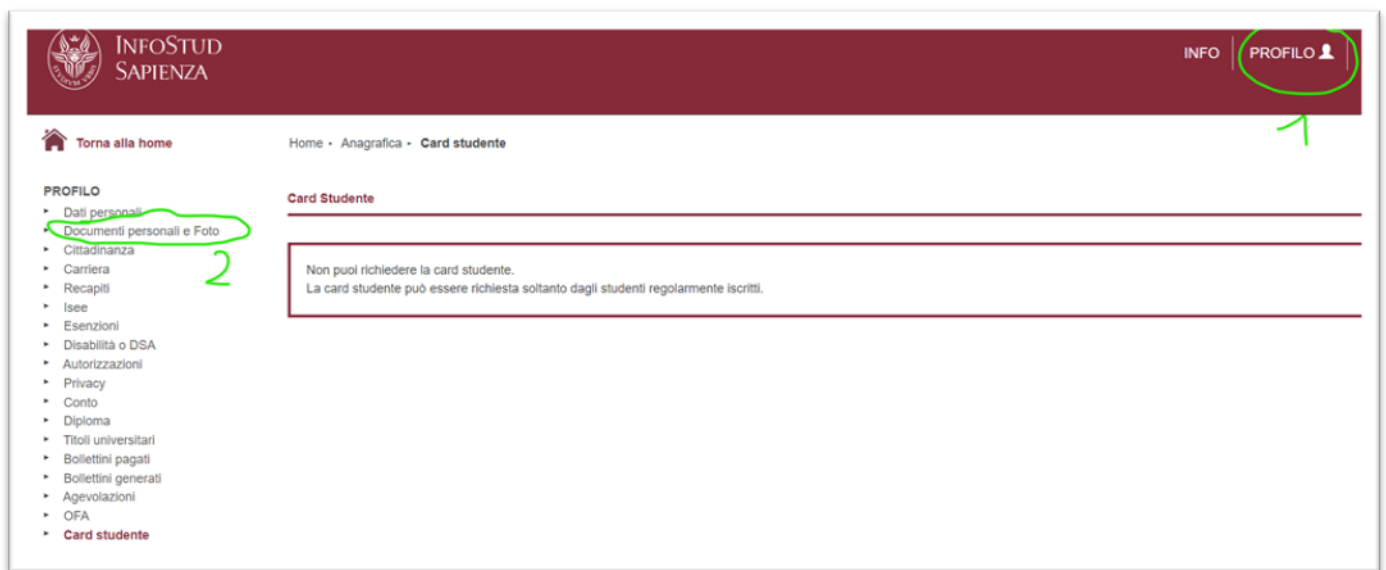 INFOSTUD
SAPIENZA
INFO
PROFILO
1
Torna alla home
Home - Anagrafica - Card studente
PROFILO
Dati personali
Documenti personali e Foto
2
Cittadinanza
Carriera
Recapiti
Isee
Esenzioni
Disabilità o DSA
Autorizzazioni
Privacy
Conto
Diploma
Titoli universitari
Bollettini pagati
Bollettini generati
Agevolazioni
OFA
Card studente
Card Studente
Non puoi richiedere la card studente.
La card studente può essere richiesta soltanto dagli studenti regolarmente iscritti.